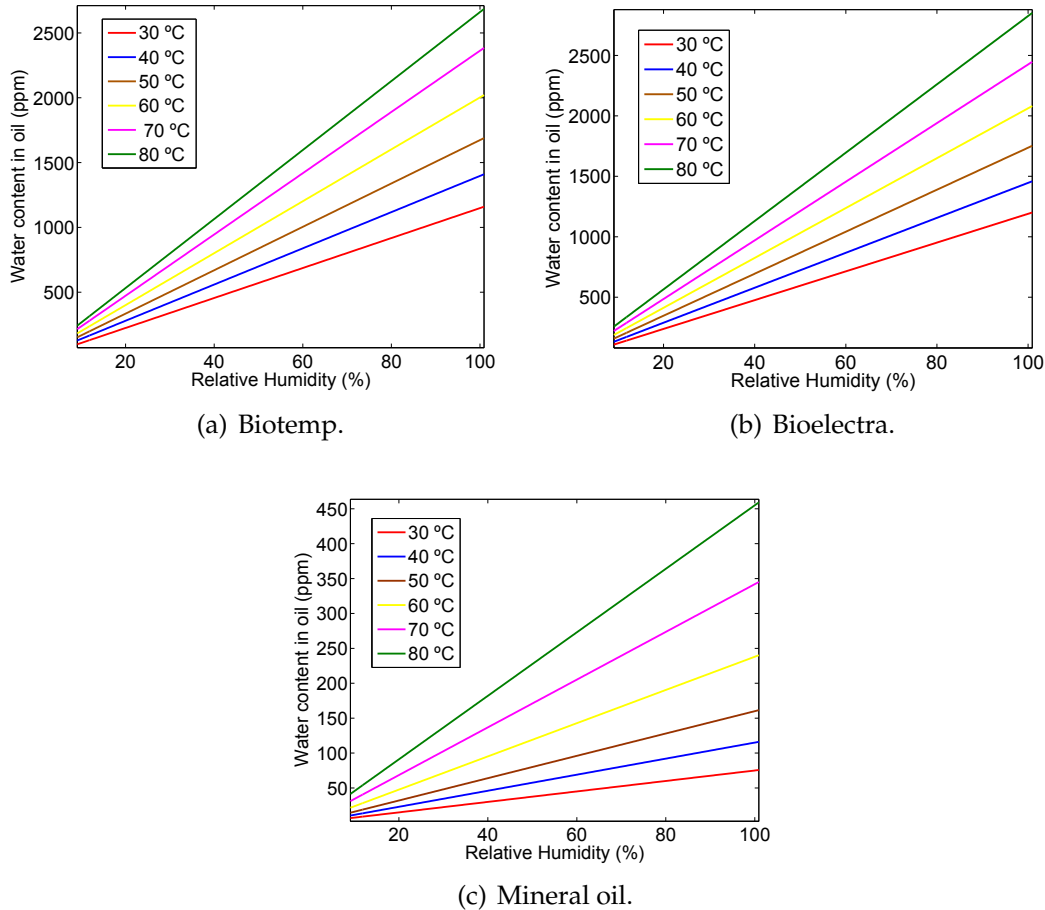 2500
2000
1500
1000
500
Water content in oil (ppm)
30 ºC
40 ºC
50 ºC
60 ºC
70 ºC
80 ºC
20 40 60 80 100
Relative Humidity (%)
(a) Biotemp.
2500
2000
1500
1000
500
Water content in oil (ppm)
30 ºC
40 ºC
50 ºC
60 ºC
70 ºC
80 ºC
20 40 60 80 100
Relative Humidity (%)
(b) Bioelectra.
450
400
350
300
250
200
150
100
50
Water content in oil (ppm)
30 ºC
40 ºC
50 ºC
60 ºC
70 ºC
80 ºC
20 40 60 80 100
Relative Humidity (%)
(c) Mineral oil.